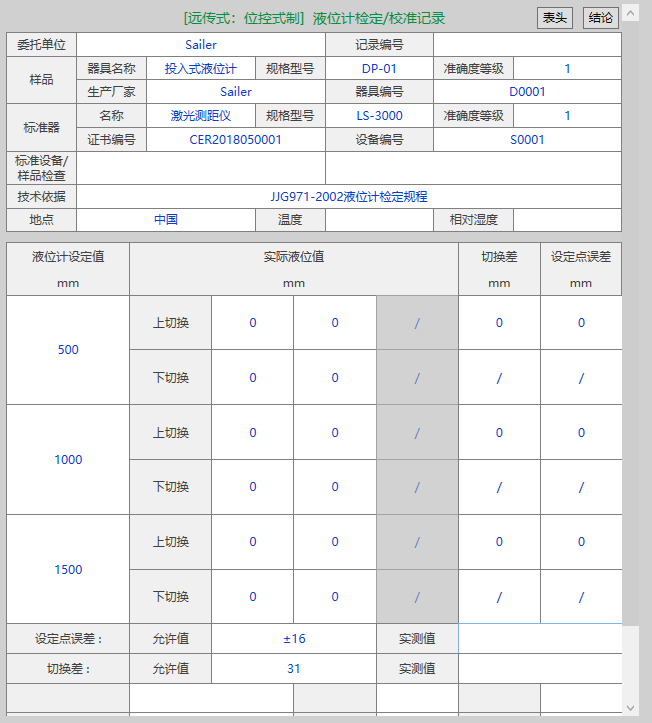 [远传式：位控式制] 液位计检定/校准记录
表头 结论
委托单位 Sailer 记录编号
样品 器具名称 投入式液位计 规格型号 DP-01 准确度等级 1
生产厂家 Sailer 器具编号 D0001
标准器 名称 激光测距仪 规格型号 LS-3000 准确度等级 1
证书编号 CER2018050001 设备编号 S0001
标准设备/
样品检查
技术依据 JJG971-2002液位计检定规程
地点 中国 温度 相对湿度
液位计设定值 实际液位值 切换差 设定点误差
mm mm mm mm
500 上切换 0 0 / 0 0
下切换 0 0 / / /
1000 上切换 0 0 / 0 0
下切换 0 0 / / /
1500 上切换 0 0 / 0 0
下切换 0 0 / / /
设定点误差： 允许值 ±16 实测值
切换差： 允许值 31 实测值